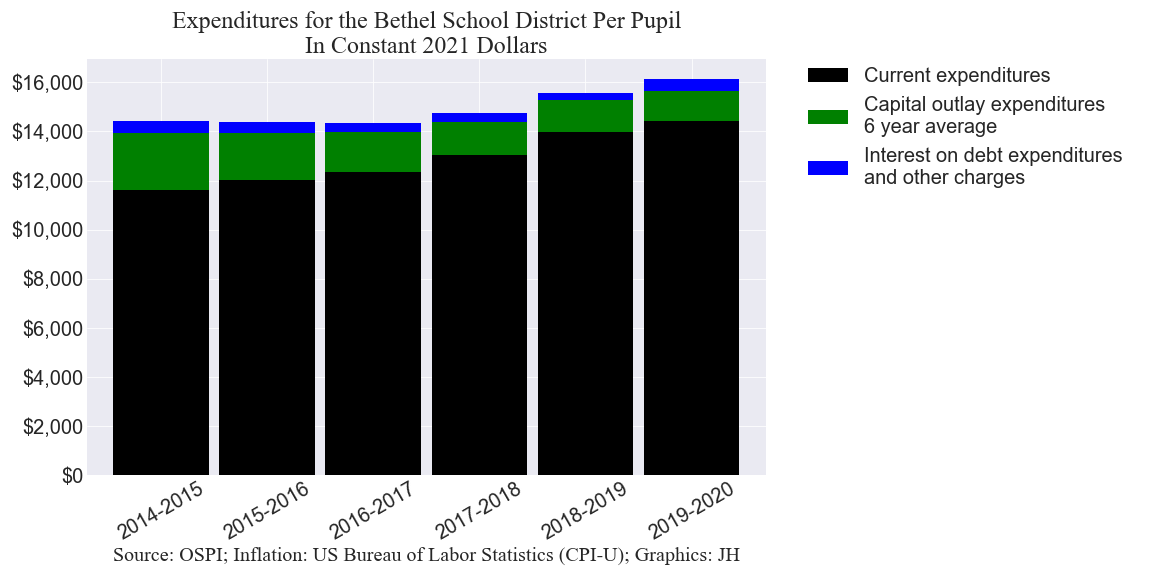 Expenditures for the Bethel School District Per Pupil
In Constant 2021 Dollars
$16,000
$14,000
$12,000
$10,000
$8,000
$6,000
$4,000
$2,000
$0
2014-2015
2015-2016
2016-2017
2017-2018
2018-2019
2019-2020
Current expenditures
Capital outlay expenditures
6 year average
Interest on debt expenditures
and other charges
Source: OSPI; Inflation: US Bureau of Labor Statistics (CPI-U); Graphics: JH